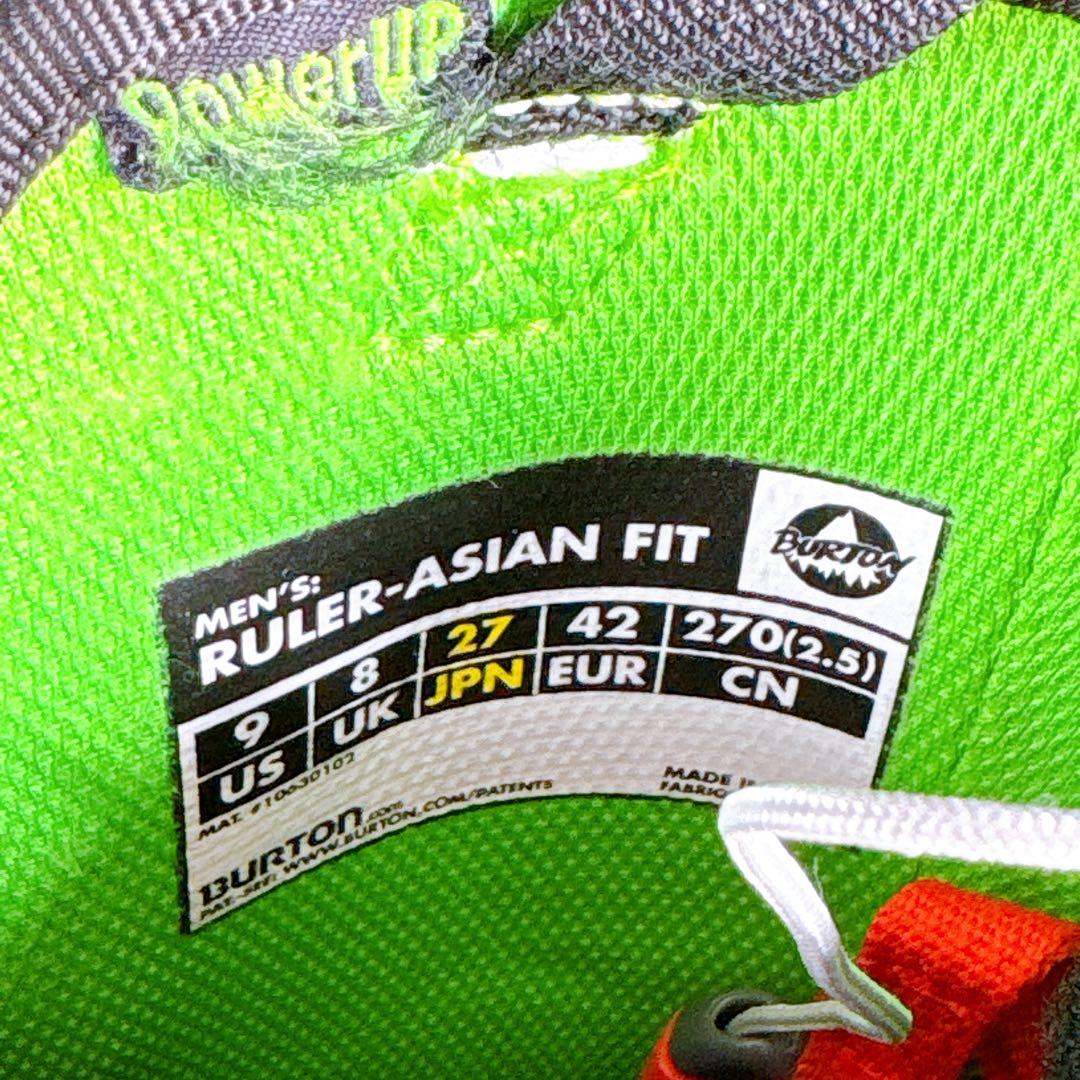 PowerUP
MEN'S:
RULER-ASIAN FIT
BURTON
9 8 27 42 270(2.5)
US UK JPN EUR CN
MAT. #10630102
MADE
FABRIQ
BURTON.com
PAT.-SEE: WWW.BURTON.COM/PATENTS